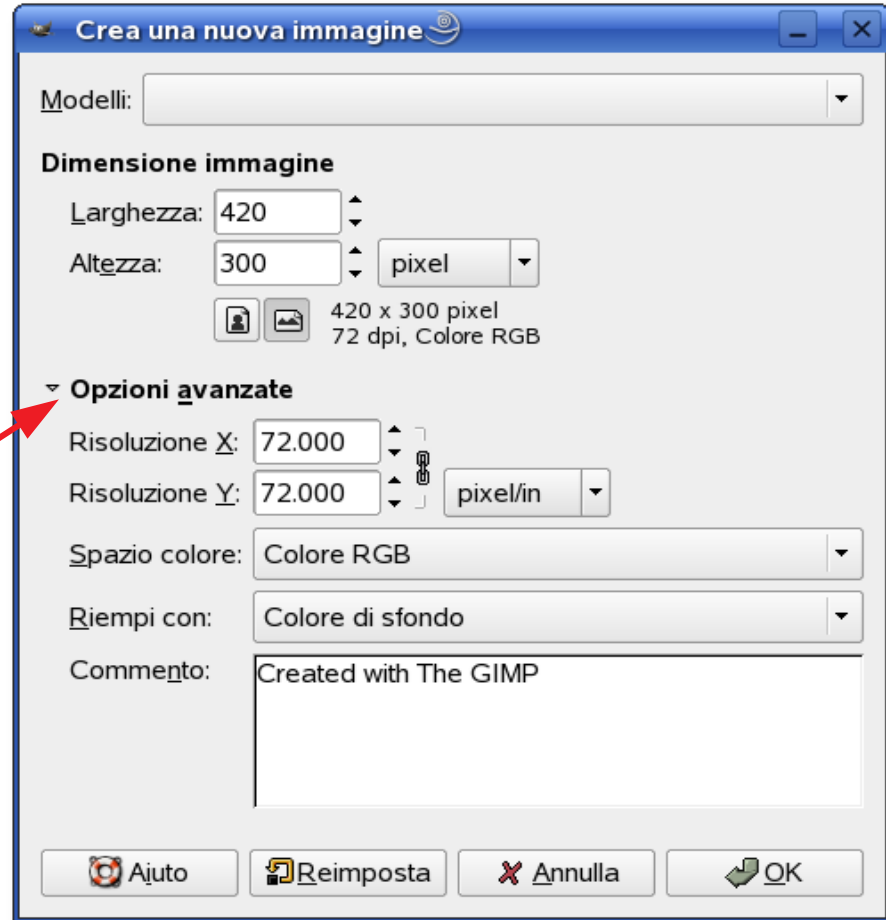 Crea una nuova immagine
Modelli:
Dimensione immagine
Larghezza: 420
Altezza: 300 pixel
420 x 300 pixel
72 dpi, Colore RGB
Opzioni avanzate
Risoluzione X: 72.000
Risoluzione Y: 72.000 pixel/in
Spazio colore: Colore RGB
Riempi con: Colore di sfondo
Commento: Created with The GIMP
Aiuto Reimposta Annulla OK